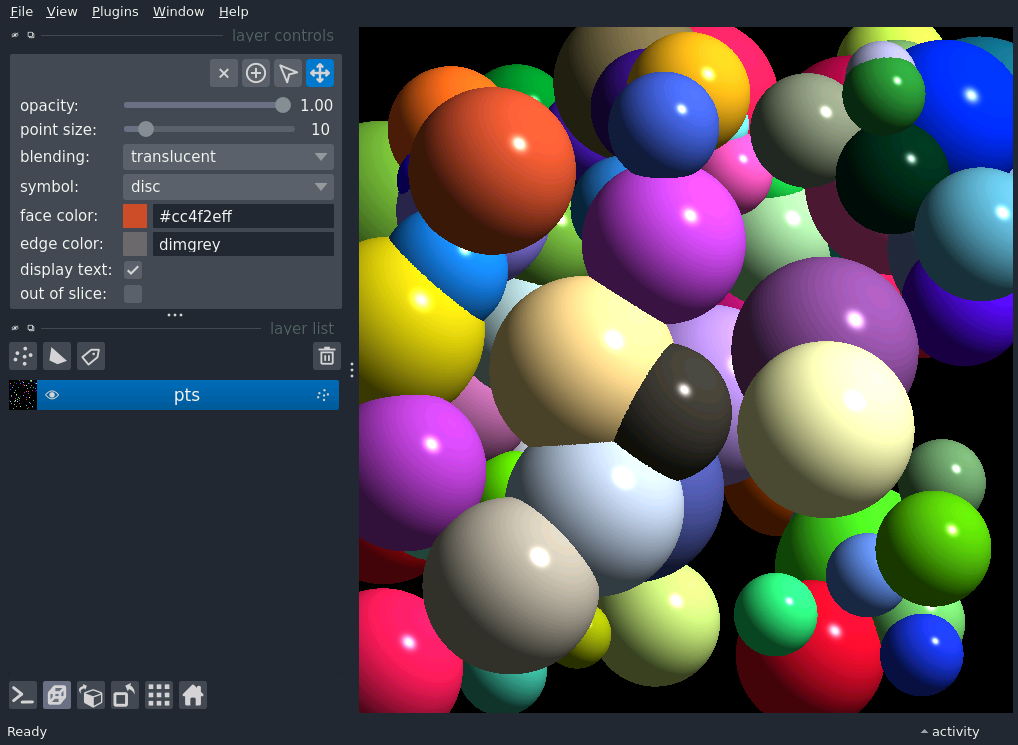 File View Plugins Window Help
layer controls
opacity: 1.00
point size: 10
blending: translucent
symbol: disc
face color: #cc4f2eff
edge color: dimgrey
display text:
out of slice:
layer list
pts
Ready
activity